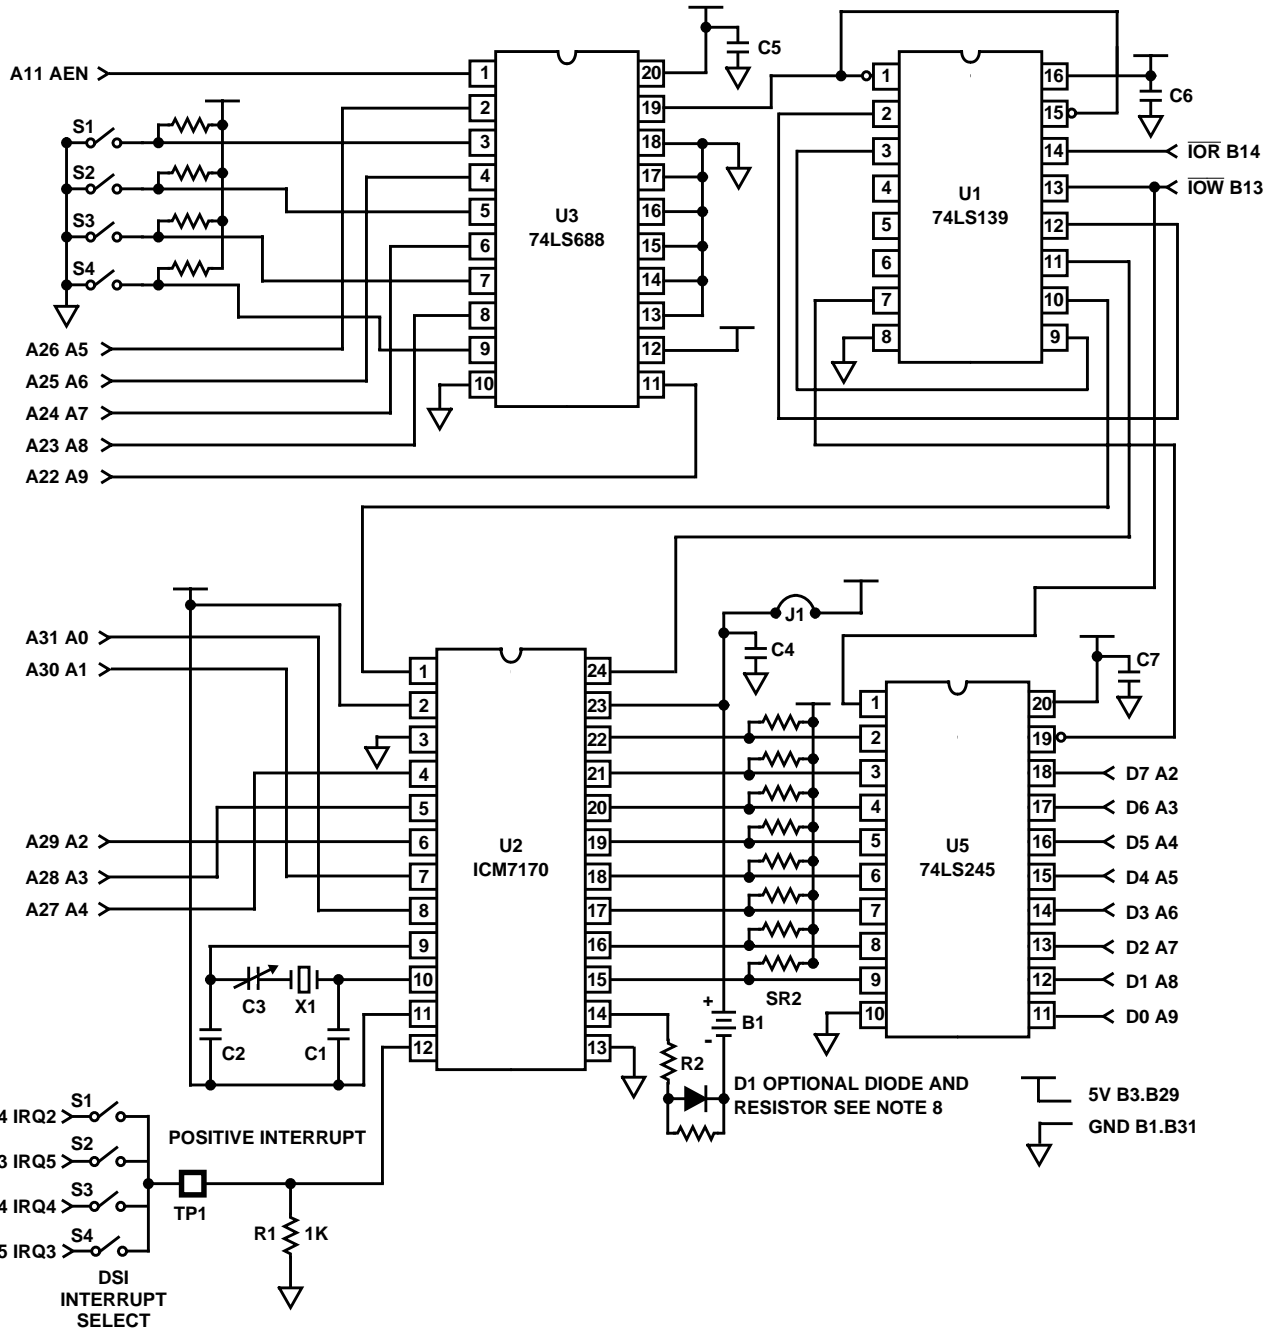 A11 AEN
S1
S2
S3
S4
A26 A5
A25 A6
A24 A7
A23 A8
A22 A9
1
2
3
4
5
6
7
8
9
10
U3
74LS688
20
19
18
17
16
15
14
13
12
11
C5
1
2
3
4
5
6
7
8
U1
74LS139
16
15
14
13
12
11
10
9
C6
IOR B14
IOW B13
A31 A0
A30 A1
A29 A2
A28 A3
A27 A4
1
2
3
4
5
6
7
8
9
10
11
12
U2
ICM7170
24
23
22
21
20
19
18
17
16
15
14
13
C3
X1
C2
C1
J1
C4
SR2
+
B1
-
R2
D1 OPTIONAL DIODE AND
RESISTOR SEE NOTE 8
1
2
3
4
5
6
7
8
9
10
U5
74LS245
20
19
18
17
16
15
14
13
12
11
C7
D7 A2
D6 A3
D5 A4
D4 A5
D3 A6
D2 A7
D1 A8
D0 A9
5V B3.B29
GND B1.B31
4 IRQ2
S1
3 IRQ5
S2
4 IRQ4
S3
5 IRQ3
S4
DSI
INTERRUPT
SELECT
POSITIVE INTERRUPT
TP1
R1
1K